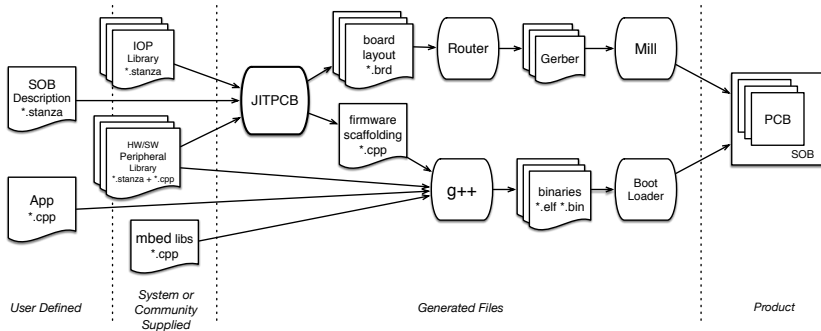 SOB
Description
*.stanza
App
*.cpp
IOP
Library
*.stanza
HW/SW
Peripheral
Library
*.stanza + *.cpp
mbed libs
*.cpp
JITPCB
board
layout
*.brd
firmware
scaffolding
*.cpp
Router
Gerber
Mill
g++
binaries
*.elf *.bin
Boot
Loader
PCB
SOB
User Defined
System or
Community
Supplied
Generated Files
Product